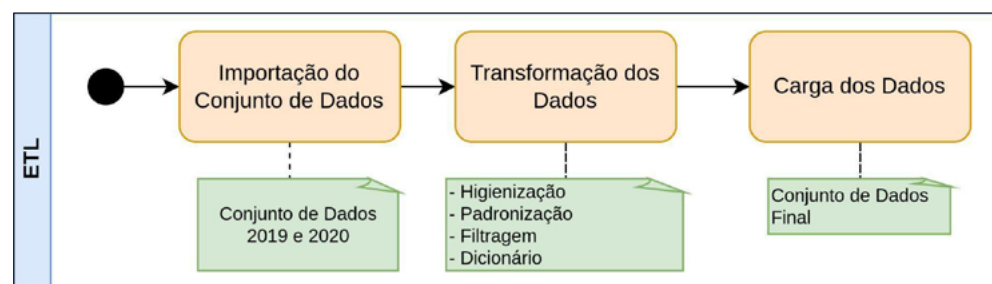 ETL
Importação do
Conjunto de Dados
Transformação dos
Dados
Carga dos Dados
Conjunto de Dados
2019 e 2020
- Higienização
- Padronização
- Filtragem
- Dicionário
Conjunto de Dados
Final